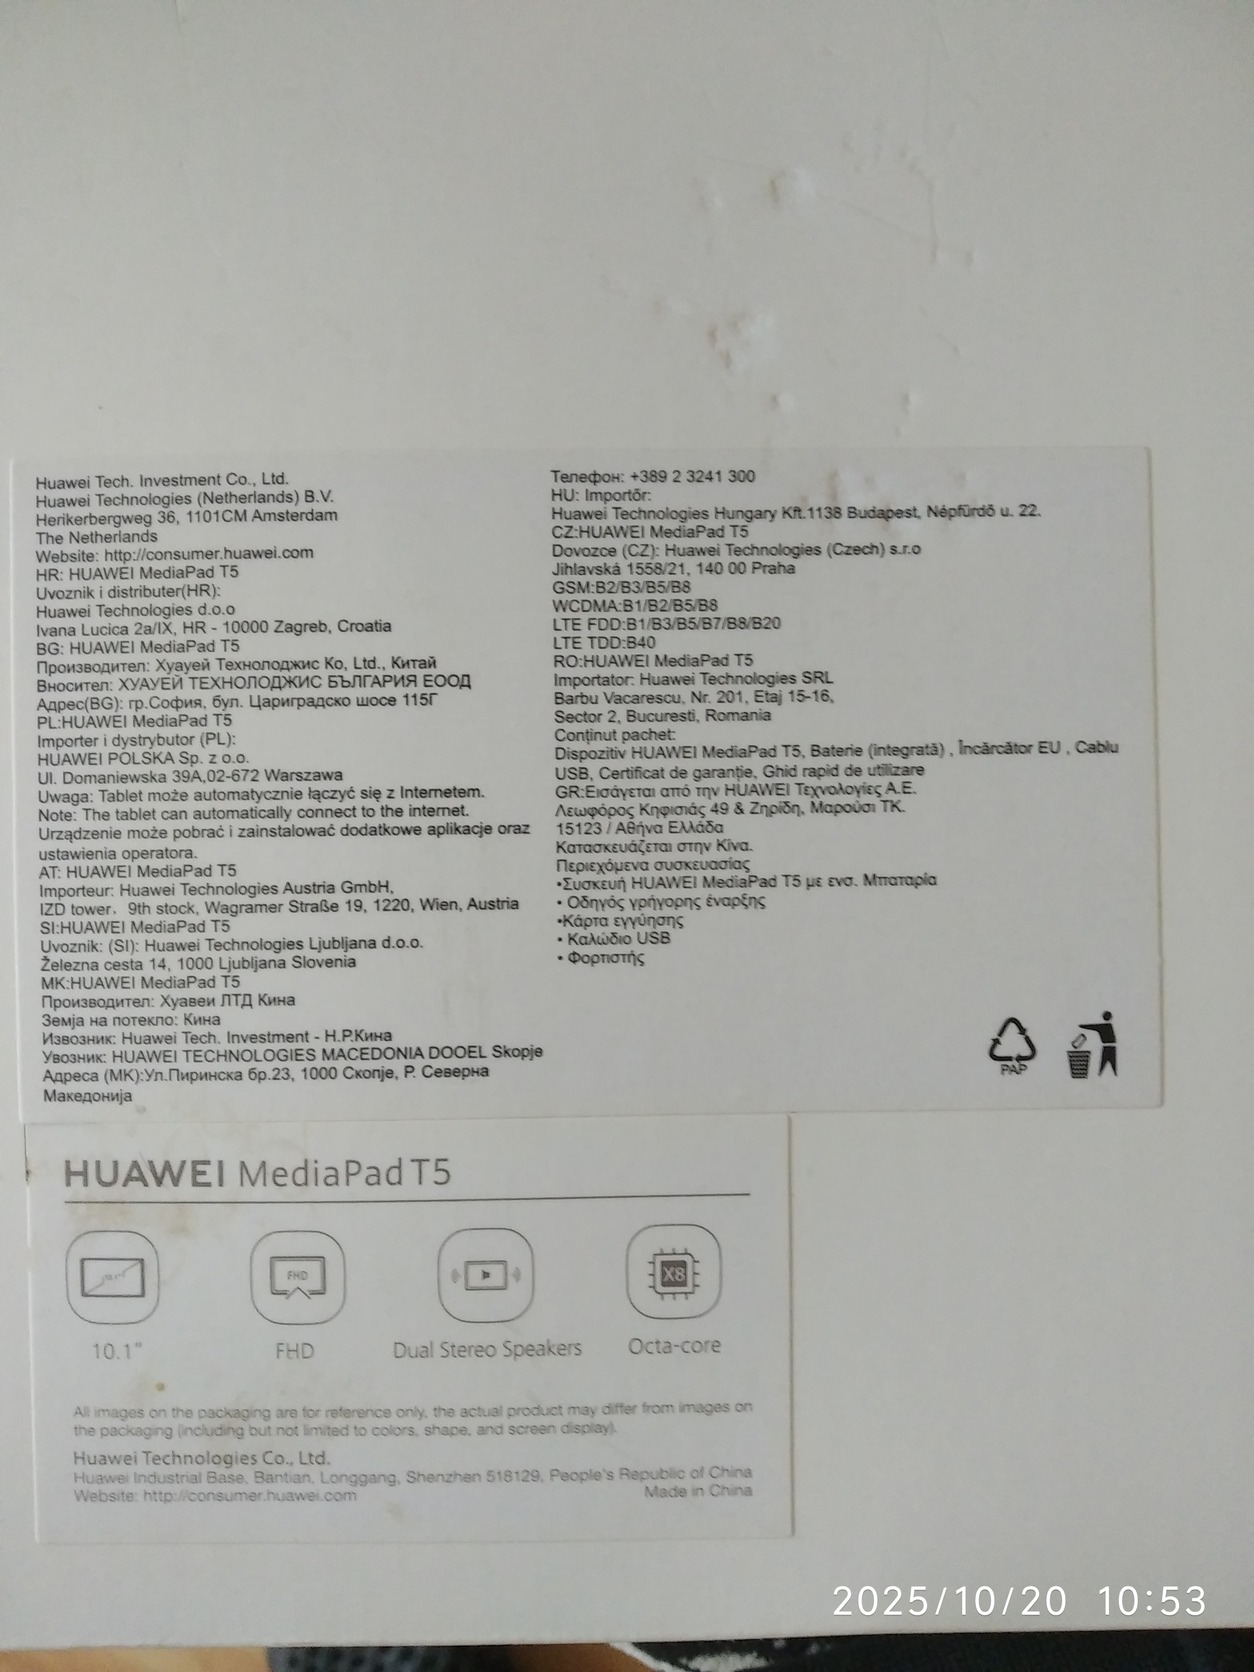 Huawei Tech. Investment Co., Ltd.
Huawei Technologies (Netherlands) B.V.
Herikerbergweg 36, 1101CM Amsterdam
The Netherlands
Website: http://consumer.huawei.com
HR: HUAWEI MediaPad T5
Uvoznik i distributer(HR):
Huawei Technologies d.o.o
Ivana Lucica 2a/IX, HR - 10000 Zagreb, Croatia
BG: HUAWEI MediaPad T5
Производител: Хуауей Технолоджис Ко, Ltd., Китай
Вносител: ХУАУЕЙ ТЕХНОЛОДЖИС БЪЛГАРИЯ ЕООД
Адрес(BG): гр.София, бул. Цариградско шосе 115Г
PL:HUAWEI MediaPad T5
Importer i dystrybutor (PL):
HUAWEI POLSKA Sp. z o.o.
Ul. Domaniewska 39A,02-672 Warszawa
Uwaga: Tablet może automatycznie łączyć się z Internetem.
Note: The tablet can automatically connect to the internet.
Urządzenie może pobrać i zainstalować dodatkowe aplikacje oraz
ustawienia operatora.
AT: HUAWEI MediaPad T5
Importeur: Huawei Technologies Austria GmbH,
IZD tower，9th stock, Wagramer Straße 19, 1220, Wien, Austria
SI:HUAWEI MediaPad T5
Uvoznik: (SI): Huawei Technologies Ljubljana d.o.o.
Železna cesta 14, 1000 Ljubljana Slovenia
MK:HUAWEI MediaPad T5
Производител: Хуавеи ЛТД Кина
Земја на потекло: Кина
Извозник: Huawei Tech. Investment - Н.Р.Кина
Увозник: HUAWEI TECHNOLOGIES MACEDONIA DOOEL Skopje
Адреса (МК):Ул.Пиринска бр.23, 1000 Скопје, Р. Северна
Македонија
Телефон: +389 2 3241 300
HU: Importőr:
Huawei Technologies Hungary Kft.1138 Budapest, Népfürdő u. 22.
CZ:HUAWEI MediaPad T5
Dovozce (CZ): Huawei Technologies (Czech) s.r.o
Jihlavská 1558/21, 140 00 Praha
GSM:B2/B3/B5/B8
WCDMA:B1/B2/B5/B8
LTE FDD:B1/B3/B5/B7/B8/B20
LTE TDD:B40
RO:HUAWEI MediaPad T5
Importator: Huawei Technologies SRL
Barbu Vacarescu, Nr. 201, Etaj 15-16,
Sector 2, Bucuresti, Romania
Conținut pachet:
Dispozitiv HUAWEI MediaPad T5, Baterie (integrată) , Încărcător EU , Cablu
USB, Certificat de garanție, Ghid rapid de utilizare
GR:Εισάγεται από την HUAWEI Τεχνολογίες Α.Ε.
Λεωφόρος Κηφισιάς 49 & Ζηρίδη, Μαρούσι ΤΚ.
15123 / Αθήνα Ελλάδα
Κατασκευάζεται στην Κίνα.
Περιεχόμενα συσκευασίας
•Συσκευή HUAWEI MediaPad T5 με ενσ. Μπαταρία
• Οδηγός γρήγορης έναρξης
•Κάρτα εγγύησης
• Καλώδιο USB
• Φορτιστής
PAP
HUAWEI MediaPad T5
FHD
X8
10.1"
FHD
Dual Stereo Speakers
Octa-core
All images on the packaging are for reference only, the actual product may differ from images on
the packaging (including but not limited to colors, shape, and screen display).
Huawei Technologies Co., Ltd.
Huawei Industrial Base, Bantian, Longgang, Shenzhen 518129, People's Republic of China
Website: http://consumer.huawei.com
Made in China
2025/10/20 10:53